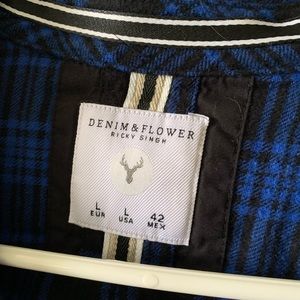 DENIM & FLOWER
RICKY SINGH
L L 42
EUR USA MEX